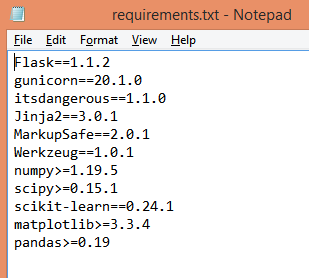 requirements.txt - Notepad
File Edit Format View Help
Flask==1.1.2
gunicorn==20.1.0
itsdangerous==1.1.0
Jinja2==3.0.1
MarkupSafe==2.0.1
Werkzeug==1.0.1
numpy>=1.19.5
scipy>=0.15.1
scikit-learn==0.24.1
matplotlib>=3.3.4
pandas>=0.19